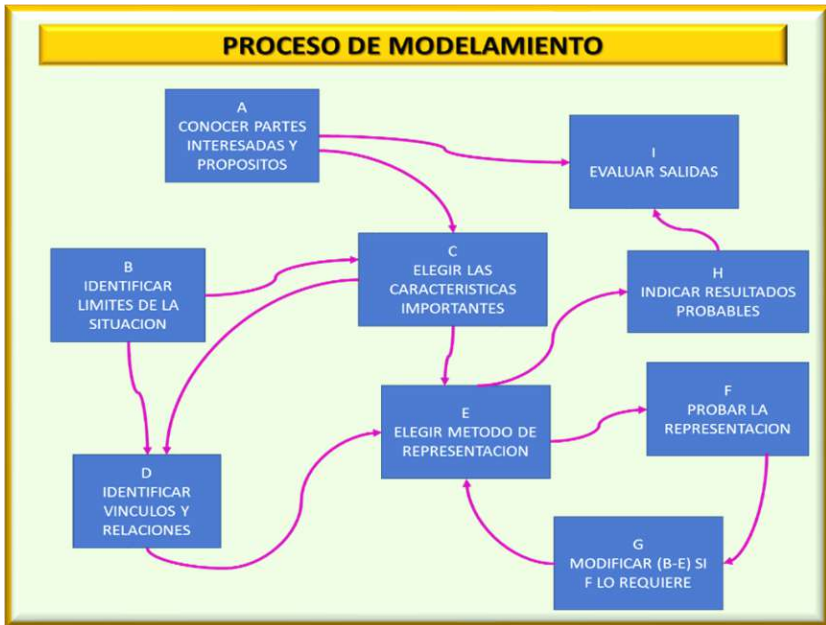 PROCESO DE MODELAMIENTO
A
CONOCER PARTES
INTERESADAS Y
PROPOSITOS
I
EVALUAR SALIDAS
B
IDENTIFICAR
LIMITES DE LA
SITUACION
C
ELEGIR LAS
CARACTERISTICAS
IMPORTANTES
H
INDICAR RESULTADOS
PROBABLES
D
IDENTIFICAR
VINCULOS Y
RELACIONES
E
ELEGIR METODO DE
REPRESENTACION
F
PROBAR LA
REPRESENTACION
G
MODIFICAR (B-E) SI
F LO REQUIERE